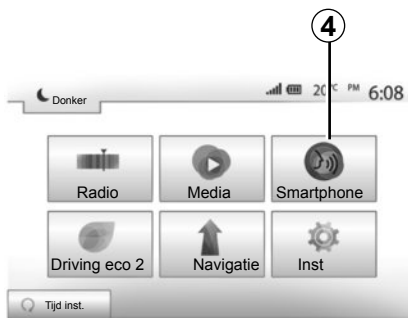 4
Donker 20°C PM 6:08
Radio Media Smartphone
Driving eco 2 Navigatie Inst
Tijd inst.